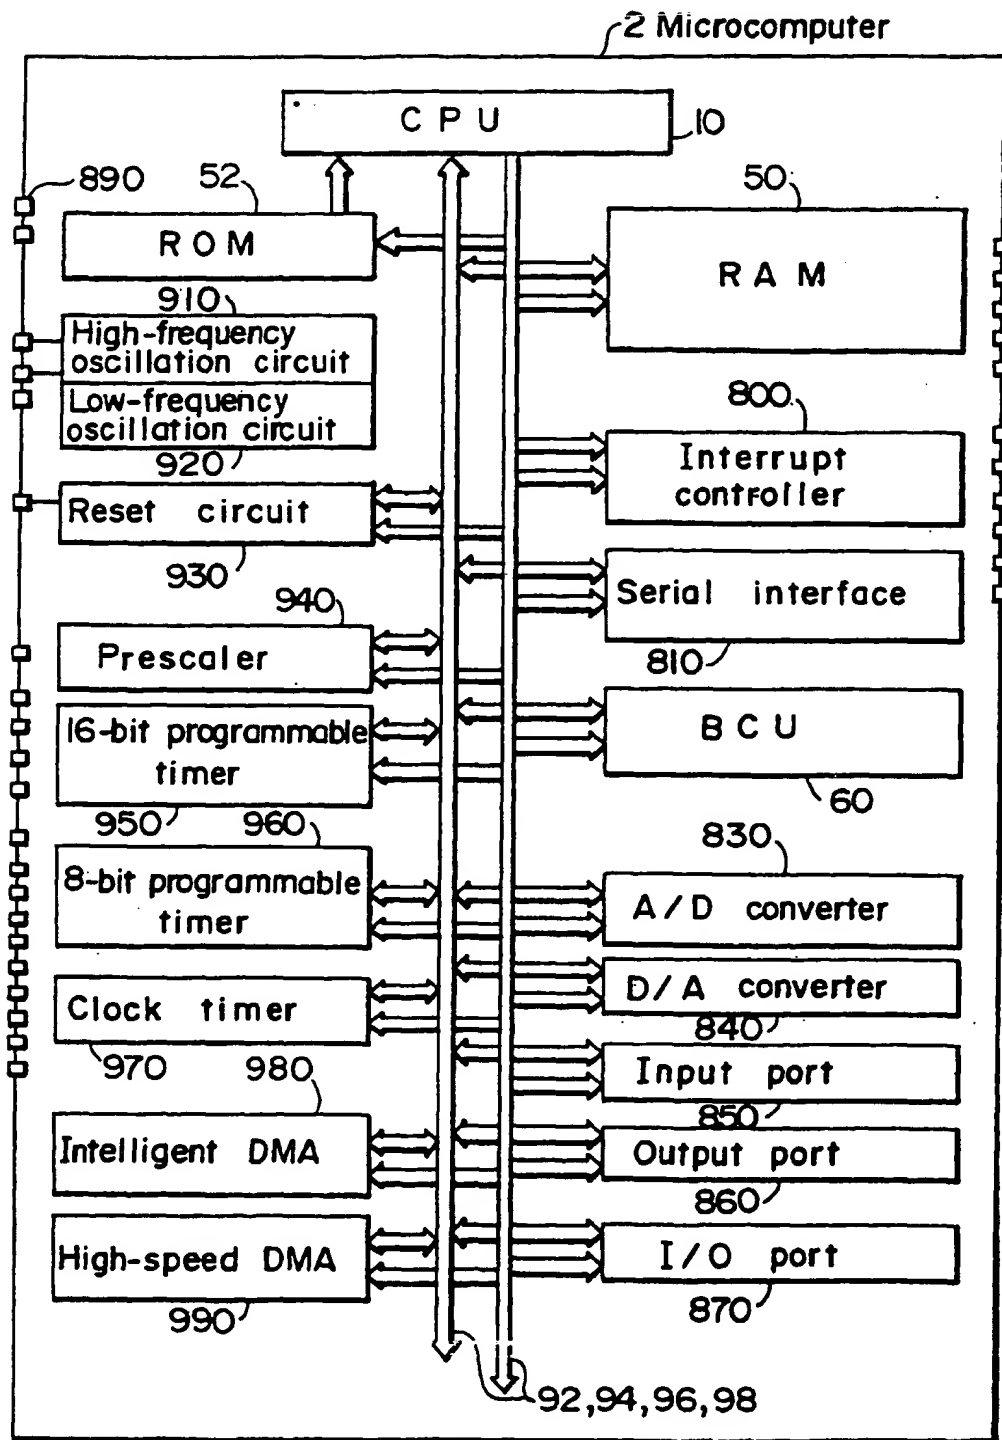 2 Microcomputer
CPU
10
890
52
ROM
50
RAM
910
High-frequency
oscillation circuit
Low-frequency
oscillation circuit
920
800
Interrupt
controller
Reset circuit
930
Serial interface
810
940
Prescaler
BCU
60
16-bit programmable
timer
950
960
8-bit programmable
timer
830
A/D converter
D/A converter
840
Clock timer
970
980
Input port
850
Intelligent DMA
Output port
860
High-speed DMA
990
I/O port
870
92,94,96,98